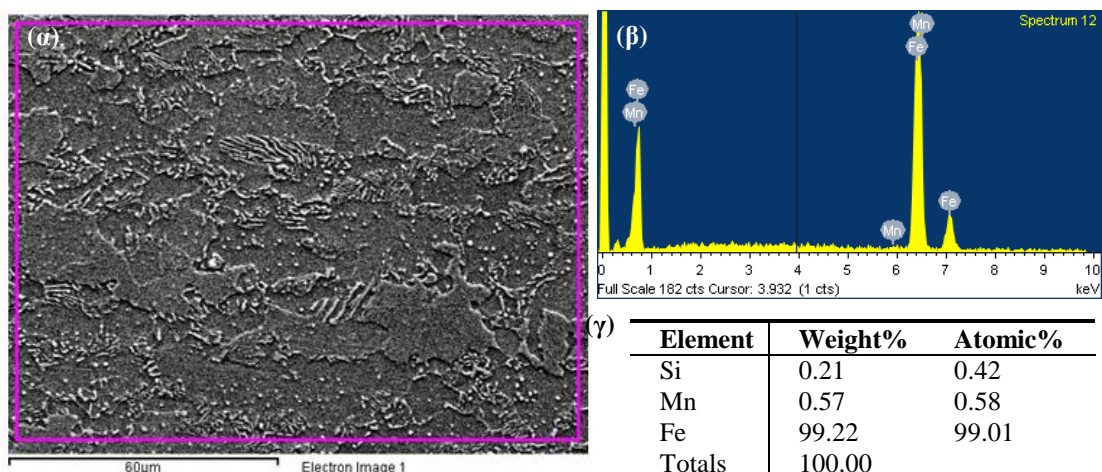 (α)
60µm
Electron Image 1
(β)
Spectrum 12
Mn
Fe
Fe
Mn
Fe
Mn
0 1 2 3 4 5 6 7 8 9 10
Full Scale 182 cts Cursor: 3.932 (1 cts) keV
(γ)
Element Weight% Atomic%
Si 0.21 0.42
Mn 0.57 0.58
Fe 99.22 99.01
Totals 100.00